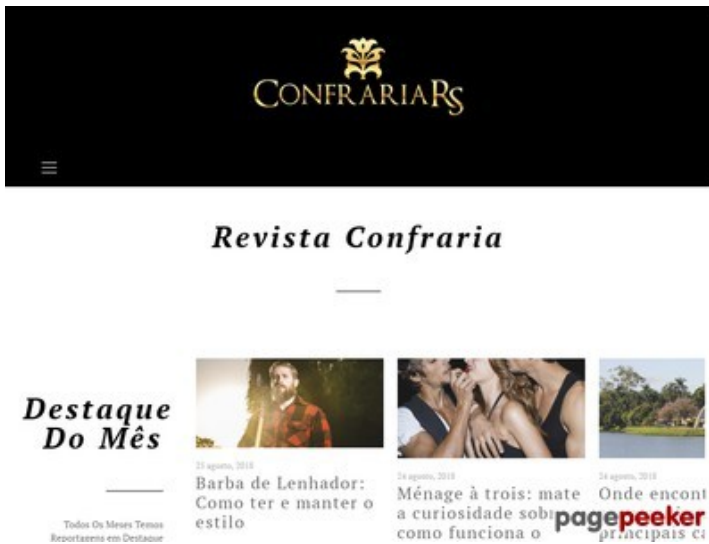 CONFRARIARS
Revista Confraria
Destaque
Do Mês
Todos Os Meses Temos
Reportagens em Destaque
23 agosto, 2018
Barba de Lenhador:
Como ter e manter o
estilo
24 agosto, 2018
Ménage à trois: mate
a curiosidade sobr
como funciona o
24 agosto, 2018
Onde encont
principais ca
pagepeeker